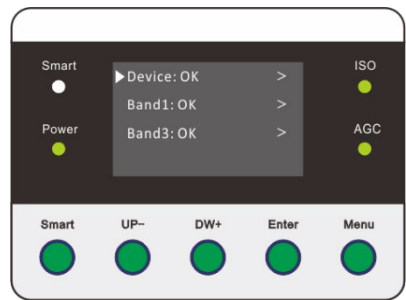 Smart
ISO
Device: OK >
Band1: OK >
Power
Band3: OK >
AGC
Smart UP− DW+ Enter Menu